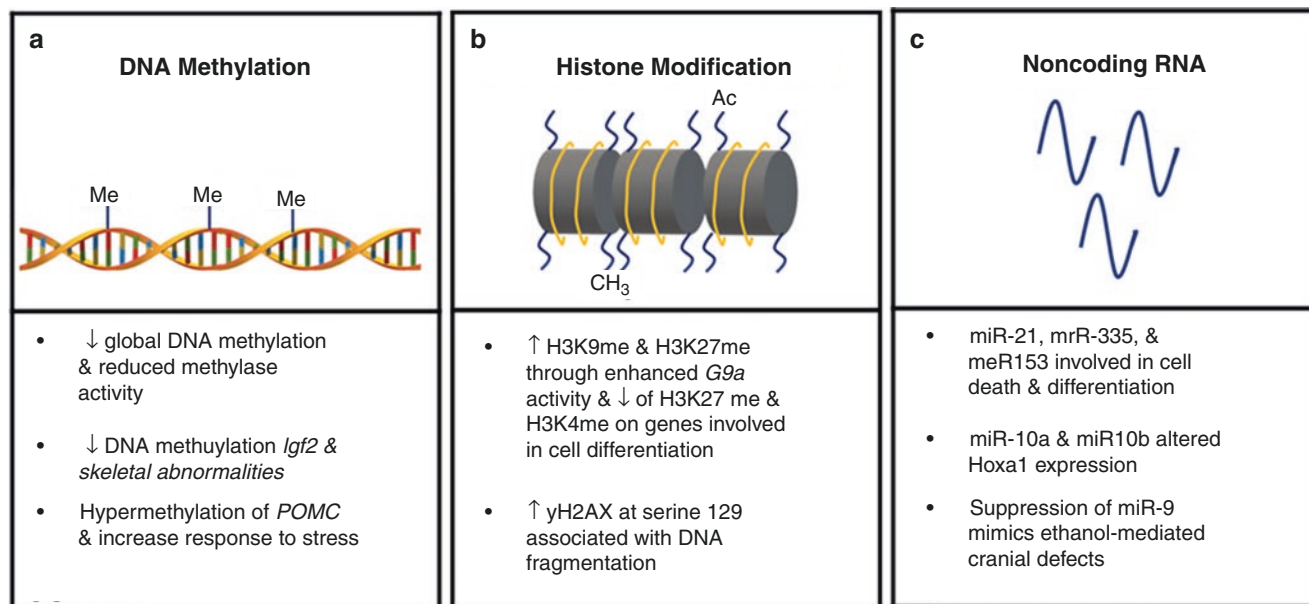 a
DNA Methylation
Me
Me
Me
• ↓ global DNA methylation
& reduced methylase
activity
• ↓ DNA methuylation Igf2 &
skeletal abnormalities
• Hypermethylation of POMC
& increase response to stress
b
Histone Modification
Ac
CH3
• ↑ H3K9me & H3K27me
through enhanced G9a
activity & ↓ of H3K27 me &
H3K4me on genes involved
in cell differentiation
• ↑ yH2AX at serine 129
associated with DNA
fragmentation
c
Noncoding RNA
• miR-21, mrR-335, &
meR153 involved in cell
death & differentiation
• miR-10a & miR10b altered
Hoxa1 expression
• Suppression of miR-9
mimics ethanol-mediated
cranial defects